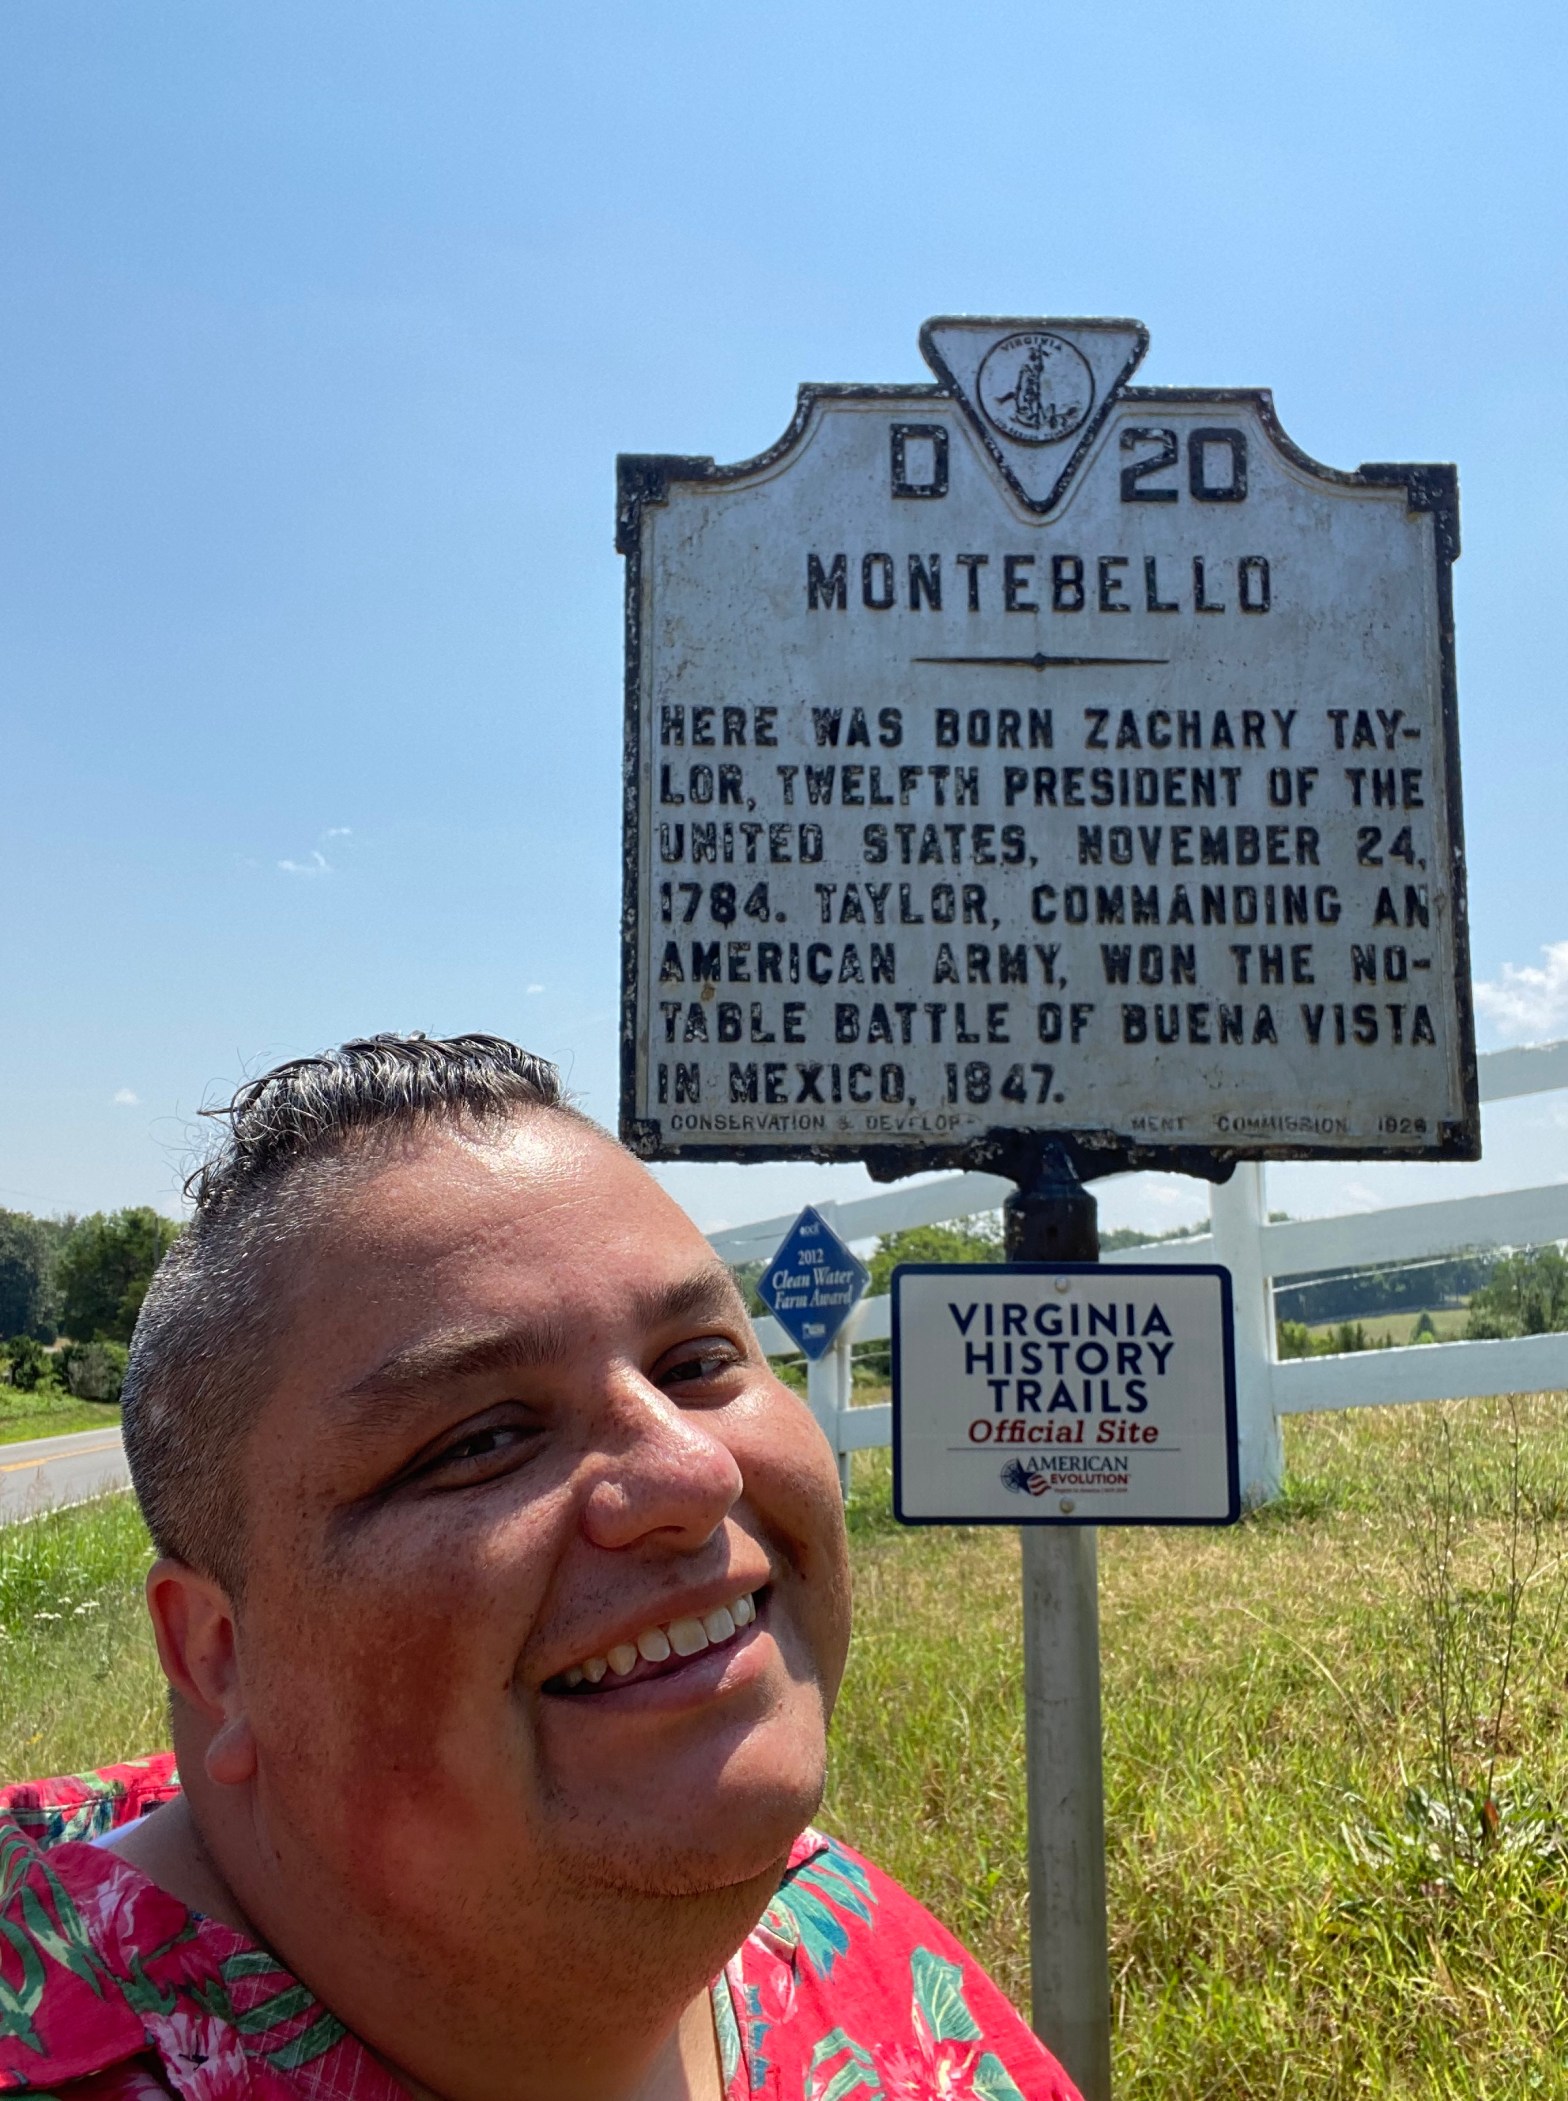 VIRGINIA
D 20
MONTEBELLO
HERE WAS BORN ZACHARY TAY-
LOR, TWELFTH PRESIDENT OF THE
UNITED STATES, NOVEMBER 24,
1784. TAYLOR, COMMANDING AN
AMERICAN ARMY, WON THE NO-
TABLE BATTLE OF BUENA VISTA
IN MEXICO, 1847.
CONSERVATION & DEVELOP- MENT COMMISSION 1928
2012
Clean Water
Farm Award
VIRGINIA
HISTORY
TRAILS
Official Site
AMERICAN
EVOLUTION